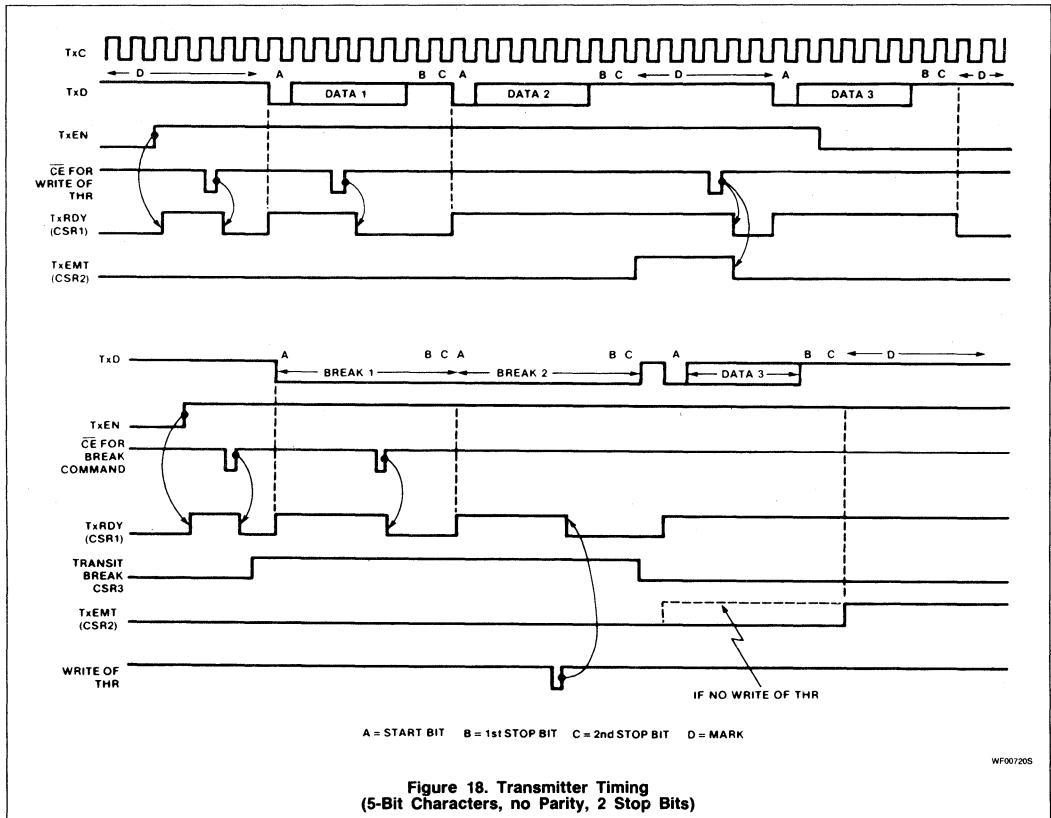 TxC
D
TxD
A
DATA 1
B C A
DATA 2
B C
D
A
DATA 3
B C
D
TxEN
CE FOR
WRITE OF
THR
TxRDY
(CSR1)
TxEMT
(CSR2)
TxD
A
BREAK 1
B C A
BREAK 2
B C
A
DATA 3
B C
D
TxEN
CE FOR
BREAK
COMMAND
TxRDY
(CSR1)
TRANSIT
BREAK
CSR3
TxEMT
(CSR2)
WRITE OF
THR
IF NO WRITE OF THR
A = START BIT B = 1st STOP BIT C = 2nd STOP BIT D = MARK
WF00720S
Figure 18. Transmitter Timing
(5-Bit Characters, no Parity, 2 Stop Bits)